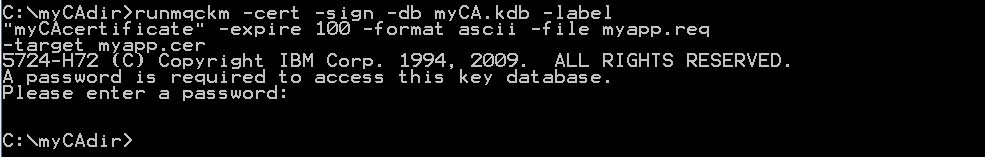 C:\myCAdir>runmqckm -cert -sign -db myCA.kdb -label
"myCAcertificate" -expire 100 -format ascii -file myapp.req
-target myapp.cer
5724-H72 (C) Copyright IBM Corp. 1994, 2009.  ALL RIGHTS RESERVED.
A password is required to access this key database.
Please enter a password:
C:\myCAdir>